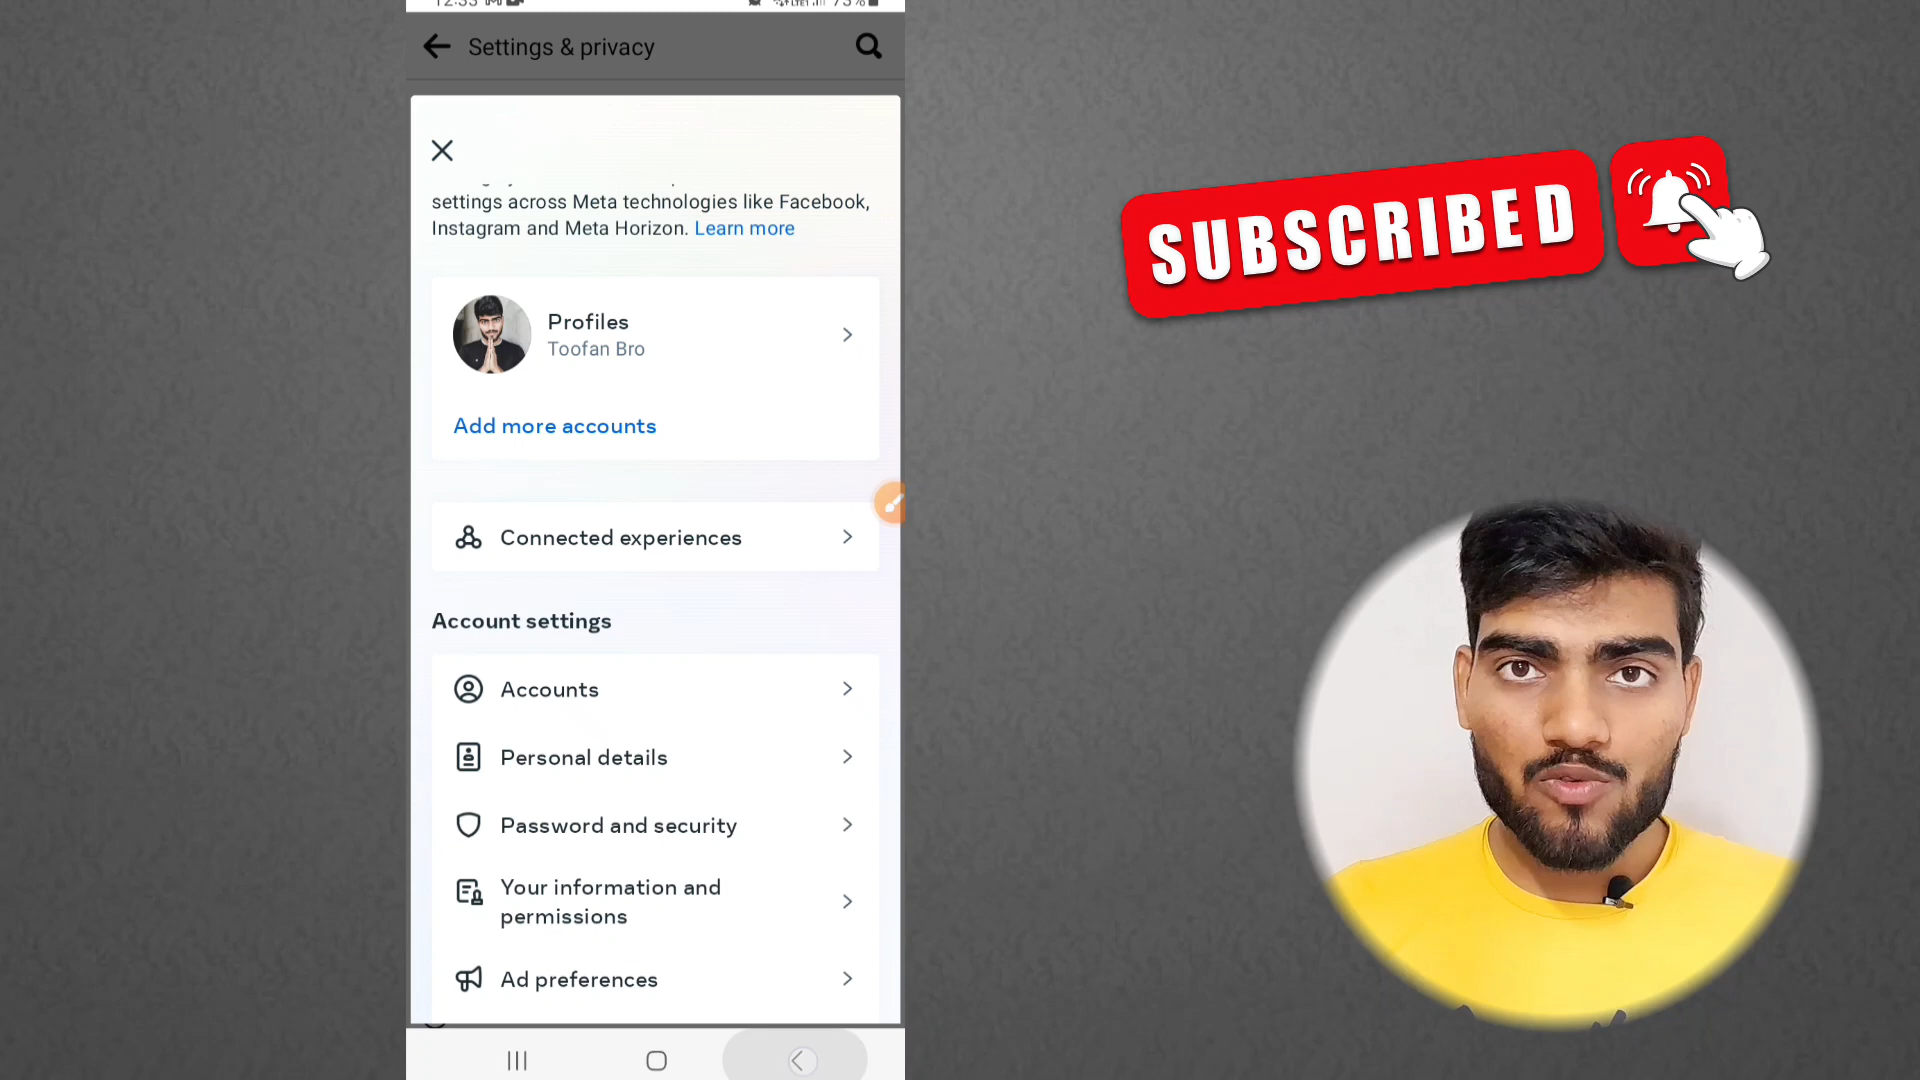 Settings & privacy
settings across Meta technologies like Facebook,
Instagram and Meta Horizon. Learn more
Profiles
Toofan Bro
Add more accounts
Connected experiences
Account settings
Accounts
Personal details
Password and security
Your information and
permissions
Ad preferences
SUBSCRIBED